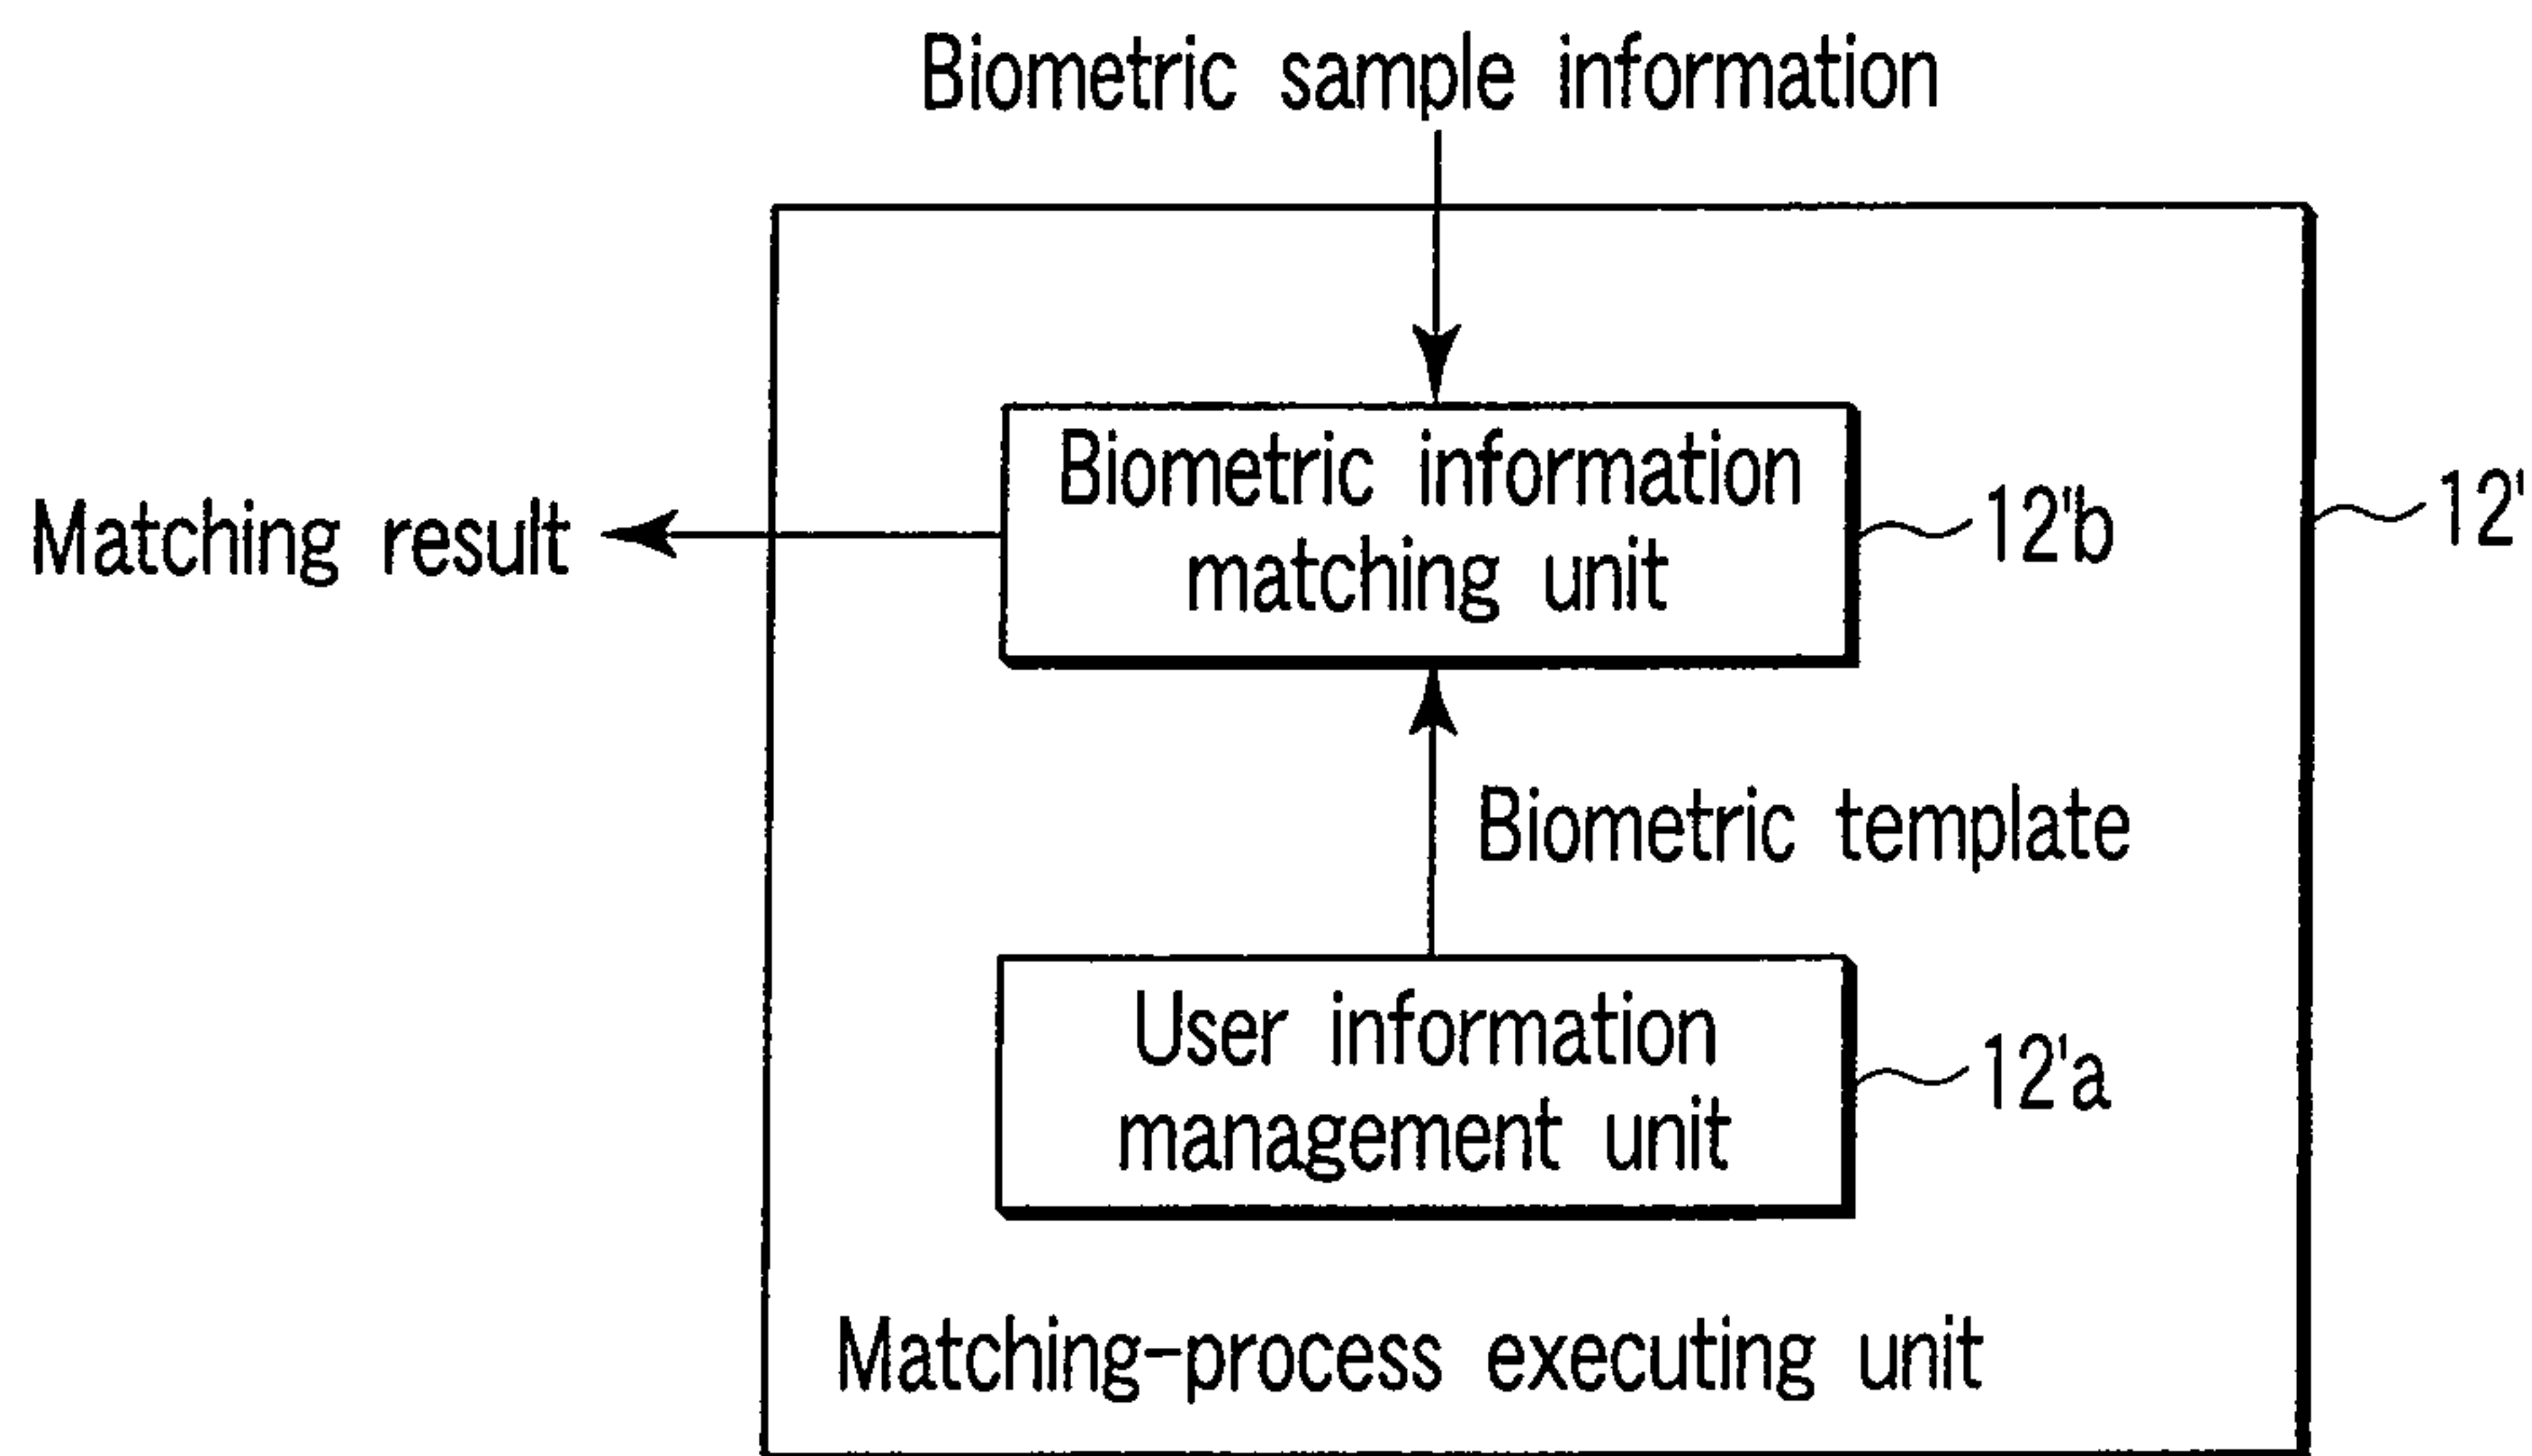 Biometric sample information
Biometric information
matching unit
12'b
12'
Matching result
Biometric template
User information
management unit
12'a
Matching-process executing unit